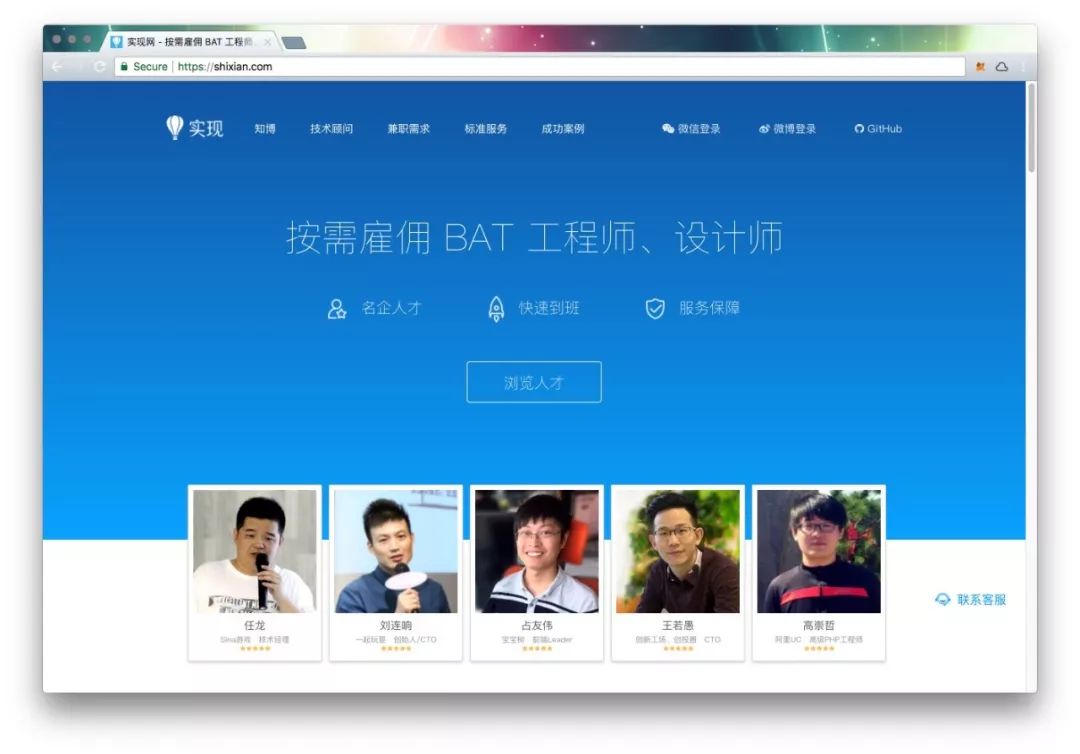 实现网 - 按需雇佣 BAT 工程师
Secure | https://shixian.com
实现 知博 技术顾问 兼职需求 标准服务 成功案例 微信登录 微博登录 GitHub
按需雇佣 BAT 工程师、设计师
名企人才 快速到班 服务保障
浏览人才
联系客服
任龙 刘连响 占友伟 王若愚 高崇哲
Sina游戏 技术经理 一起玩耍 创始人/CTO 宝宝树 前端Leader 创新工场、创投圈 CTO 阿里UC 高级PHP工程师